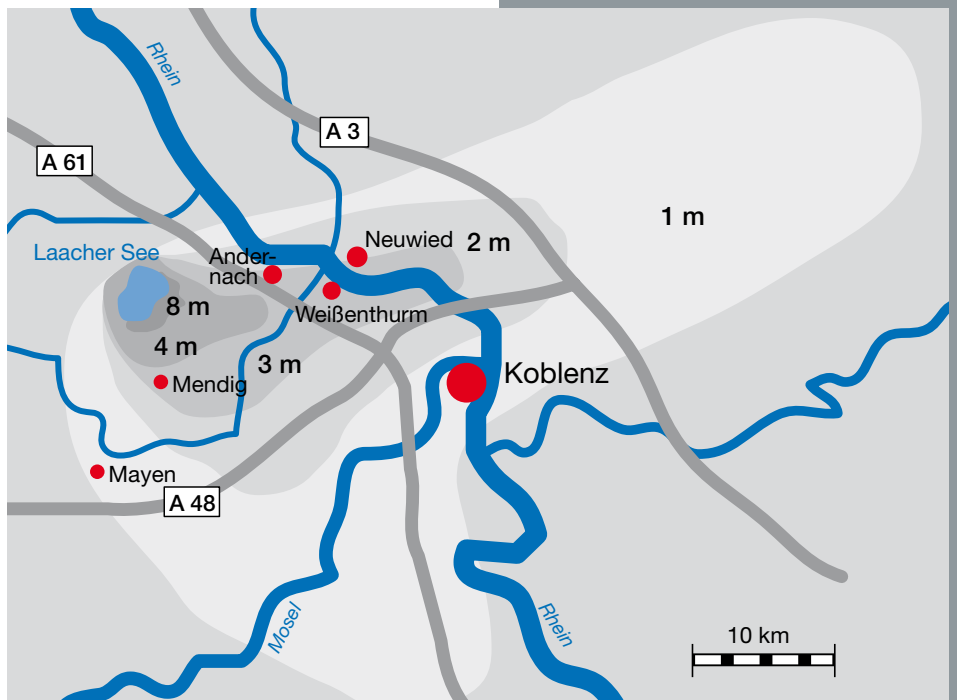 Rhein
A 3
A 61
1 m
Laacher See
Ander-
nach
Neuwied
2 m
8 m
Weißenthurm
4 m
3 m
Mendig
Koblenz
Mayen
A 48
Mosel
Rhein
10 km